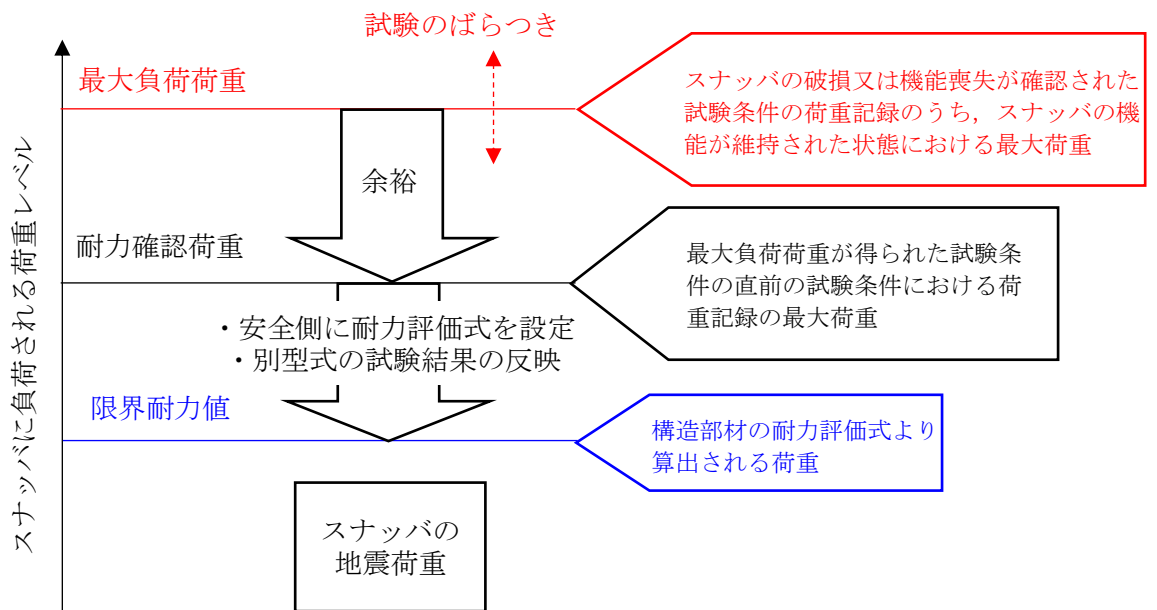 試験のばらつき
最大負荷荷重
スナッバの破損又は機能喪失が確認された
試験条件の荷重記録のうち，スナッバの機
能が維持された状態における最大荷重
余裕
耐力確認荷重
最大負荷荷重が得られた試験条
件の直前の試験条件における荷
重記録の最大荷重
・安全側に耐力評価式を設定
・別型式の試験結果の反映
限界耐力値
構造部材の耐力評価式より
算出される荷重
スナッバの
地震荷重
スナッバに負荷される荷重レベル